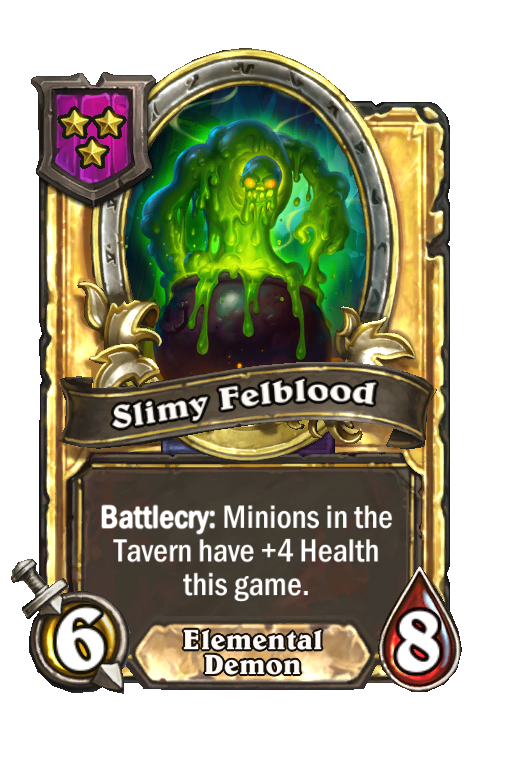 Slimy Felblood
Battlecry: Minions in the
Tavern have +4 Health
this game.
6
Elemental
Demon
8